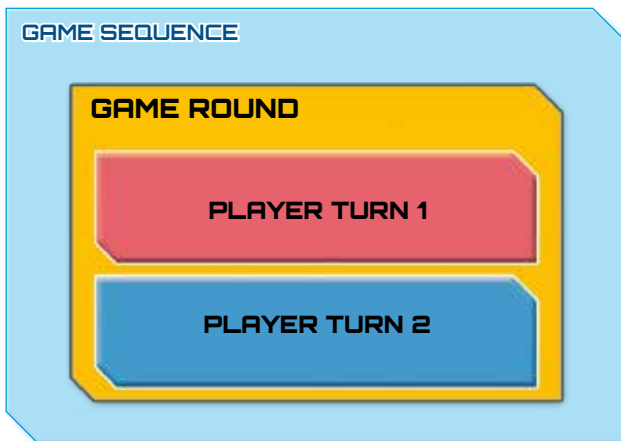 GAME SEQUENCE
GAME ROUND
PLAYER TURN 1
PLAYER TURN 2